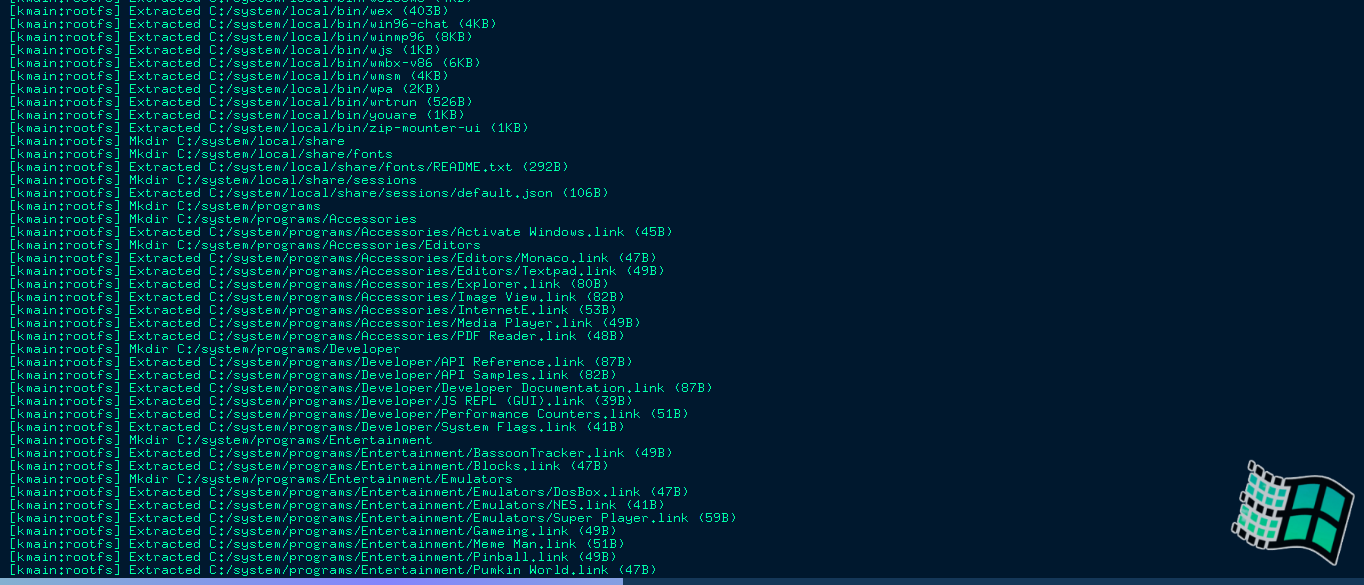 [kmain:rootfs] Extracted C:/system/local/bin/wex (403B)
[kmain:rootfs] Extracted C:/system/local/bin/win96-chat (4KB)
[kmain:rootfs] Extracted C:/system/local/bin/winmp96 (8KB)
[kmain:rootfs] Extracted C:/system/local/bin/wjs (1KB)
[kmain:rootfs] Extracted C:/system/local/bin/wmbx-v86 (6KB)
[kmain:rootfs] Extracted C:/system/local/bin/wmsm (4KB)
[kmain:rootfs] Extracted C:/system/local/bin/wpa (2KB)
[kmain:rootfs] Extracted C:/system/local/bin/wrtrun (526B)
[kmain:rootfs] Extracted C:/system/local/bin/youare (1KB)
[kmain:rootfs] Extracted C:/system/local/bin/zip-mounter-ui (1KB)
[kmain:rootfs] Mkdir C:/system/local/share
[kmain:rootfs] Mkdir C:/system/local/share/fonts
[kmain:rootfs] Extracted C:/system/local/share/fonts/README.txt (292B)
[kmain:rootfs] Mkdir C:/system/local/share/sessions
[kmain:rootfs] Extracted C:/system/local/share/sessions/default.json (106B)
[kmain:rootfs] Mkdir C:/system/programs
[kmain:rootfs] Mkdir C:/system/programs/Accessories
[kmain:rootfs] Extracted C:/system/programs/Accessories/Activate Windows.link (45B)
[kmain:rootfs] Mkdir C:/system/programs/Accessories/Editors
[kmain:rootfs] Extracted C:/system/programs/Accessories/Editors/Monaco.link (47B)
[kmain:rootfs] Extracted C:/system/programs/Accessories/Editors/Textpad.link (49B)
[kmain:rootfs] Extracted C:/system/programs/Accessories/Explorer.link (80B)
[kmain:rootfs] Extracted C:/system/programs/Accessories/Image View.link (82B)
[kmain:rootfs] Extracted C:/system/programs/Accessories/InternetE.link (53B)
[kmain:rootfs] Extracted C:/system/programs/Accessories/Media Player.link (49B)
[kmain:rootfs] Extracted C:/system/programs/Accessories/PDF Reader.link (48B)
[kmain:rootfs] Mkdir C:/system/programs/Developer
[kmain:rootfs] Extracted C:/system/programs/Developer/API Reference.link (87B)
[kmain:rootfs] Extracted C:/system/programs/Developer/API Samples.link (82B)
[kmain:rootfs] Extracted C:/system/programs/Developer/Developer Documentation.link (87B)
[kmain:rootfs] Extracted C:/system/programs/Developer/JS REPL (GUI).link (39B)
[kmain:rootfs] Extracted C:/system/programs/Developer/Performance Counters.link (51B)
[kmain:rootfs] Extracted C:/system/programs/Developer/System Flags.link (41B)
[kmain:rootfs] Mkdir C:/system/programs/Entertainment
[kmain:rootfs] Extracted C:/system/programs/Entertainment/BassoonTracker.link (49B)
[kmain:rootfs] Extracted C:/system/programs/Entertainment/Blocks.link (47B)
[kmain:rootfs] Mkdir C:/system/programs/Entertainment/Emulators
[kmain:rootfs] Extracted C:/system/programs/Entertainment/Emulators/DosBox.link (47B)
[kmain:rootfs] Extracted C:/system/programs/Entertainment/Emulators/NES.link (41B)
[kmain:rootfs] Extracted C:/system/programs/Entertainment/Emulators/Super Player.link (59B)
[kmain:rootfs] Extracted C:/system/programs/Entertainment/Gameing.link (49B)
[kmain:rootfs] Extracted C:/system/programs/Entertainment/Meme Man.link (51B)
[kmain:rootfs] Extracted C:/system/programs/Entertainment/Pinball.link (49B)
[kmain:rootfs] Extracted C:/system/programs/Entertainment/Pumkin World.link (47B)